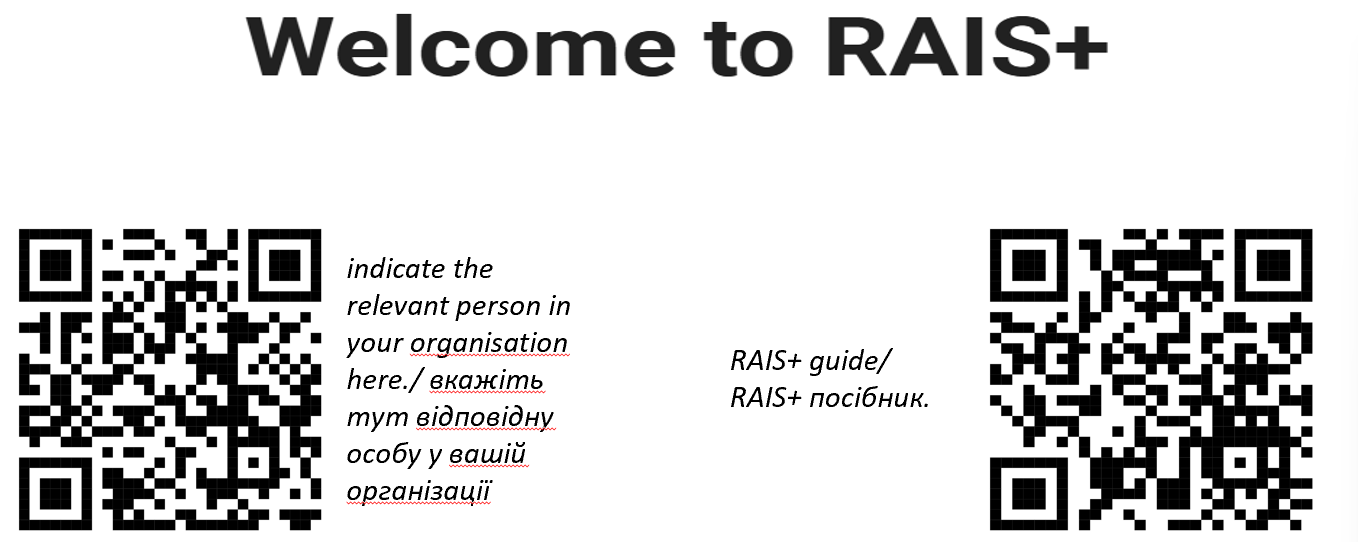 Welcome to RAIS+
indicate the
relevant person in
your organisation
here./ вкажіть
тут відповідну
особу у вашій
організації
RAIS+ guide/
RAIS+ посібник.